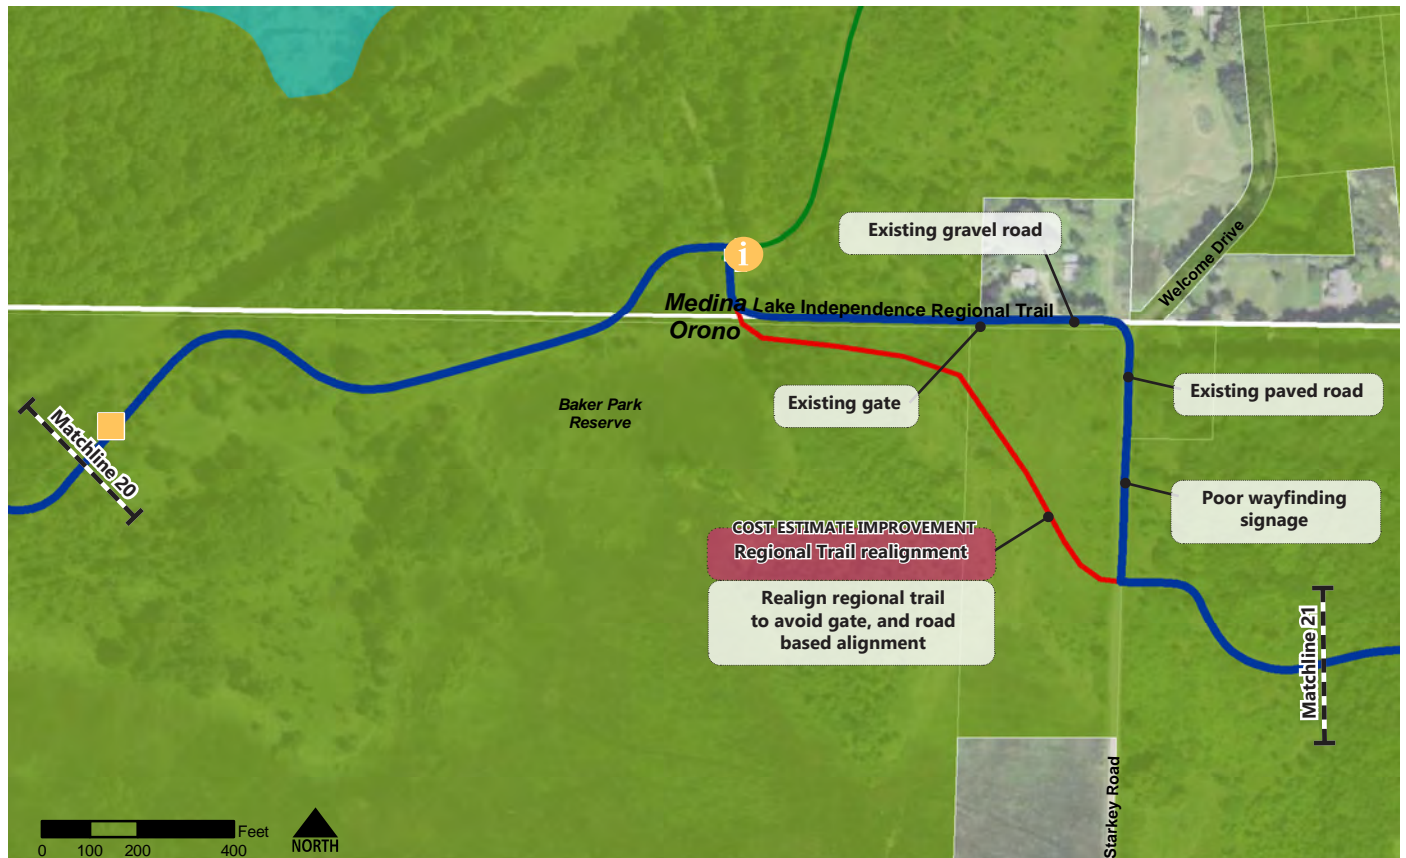 i
Existing gravel road
Welcome Drive
Medina
Lake Independence Regional Trail
Orono
Existing gate
Existing paved road
Baker Park
Reserve
Matchline 20
Poor wayfinding
signage
COST ESTIMATE IMPROVEMENT
Regional Trail realignment
Realign regional trail
to avoid gate, and road
based alignment
Matchline 21
Starkey Road
Feet
0 100 200 400
NORTH